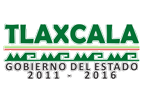 TLAXCALA
GOBIERNO DEL ESTADO
2011 - 2016